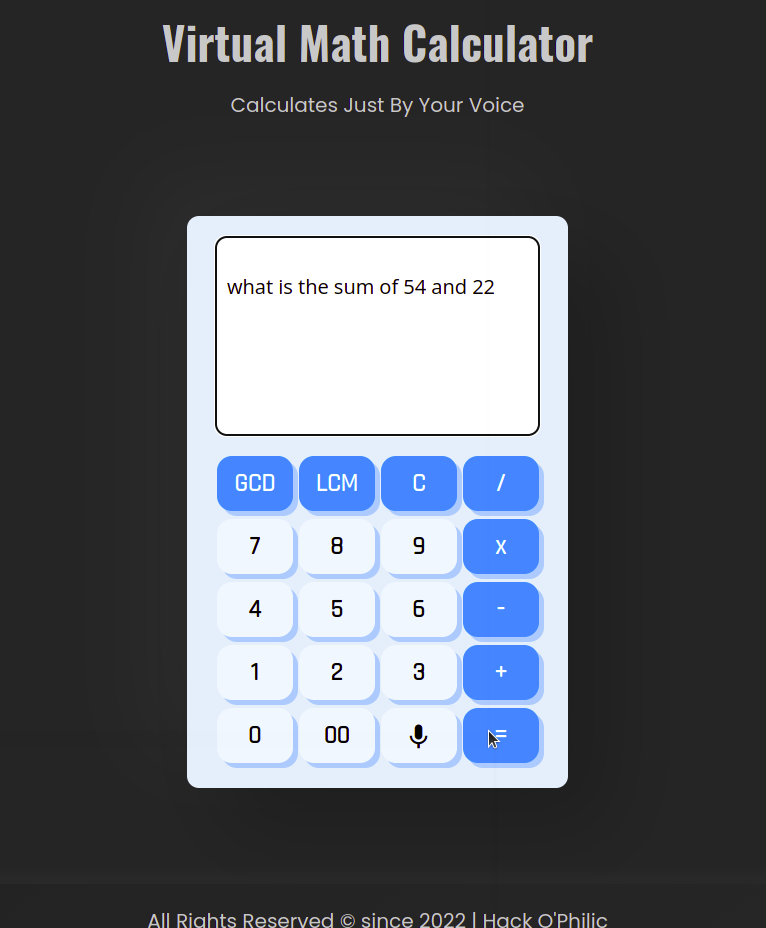 Virtual Math Calculator
Calculates Just By Your Voice
what is the sum of 54 and 22
GCD LCM C /
7 8 9 x
4 5 6 -
1 2 3 +
0 00 =
All Rights Reserved © since 2022 | Hack O'Philic